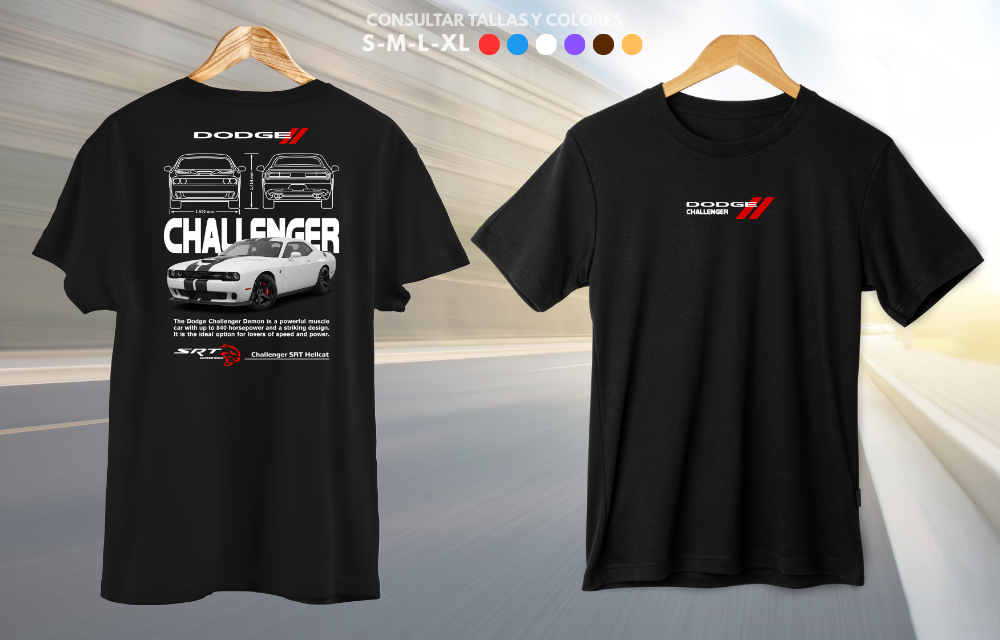 CONSULTAR TALLAS Y COLORES
S-M-L-XL
DODGE
CHALLENGER
The Dodge Challenger Demon is a powerful muscle
car with up to 840 horsepower and a striking design.
It is the ideal option for lovers of speed and power.
SRT
Challenger SRT Hellcat
DODGE
CHALLENGER